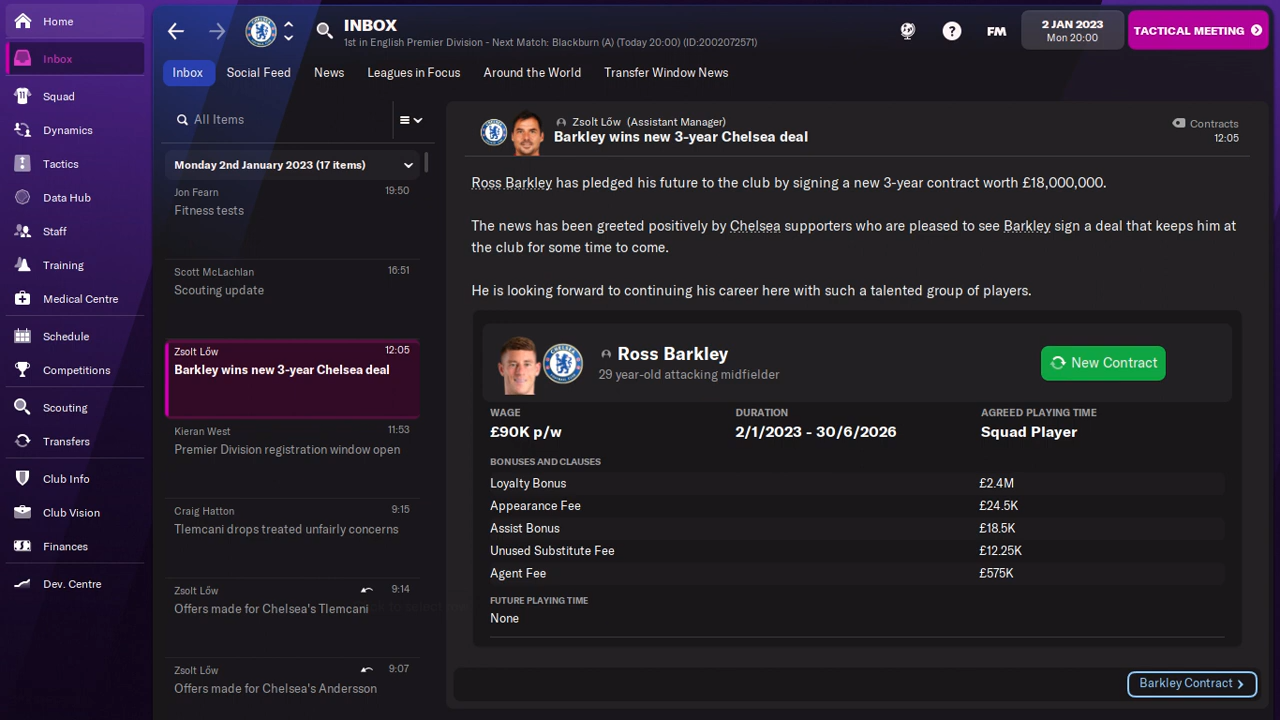 Home
Inbox
Squad
Dynamics
Tactics
Data Hub
Staff
Training
Medical Centre
Schedule
Competitions
Scouting
Transfers
Club Info
Club Vision
Finances
Dev. Centre
INBOX
1st in English Premier Division - Next Match: Blackburn (A) (Today 20:00) (ID:2002072571)
?
FM
2 JAN 2023
Mon 20:00
TACTICAL MEETING
Inbox Social Feed News Leagues in Focus Around the World Transfer Window News
All Items
Monday 2nd January 2023 (17 items)
Jon Fearn 19:50
Fitness tests
Scott McLachlan 16:51
Scouting update
Zsolt Lőw 12:05
Barkley wins new 3-year Chelsea deal
Kieran West 11:53
Premier Division registration window open
Craig Hatton 9:15
Tlemcani drops treated unfairly concerns
Zsolt Lőw 9:14
Offers made for Chelsea's Tlemcani
Zsolt Lőw 9:07
Offers made for Chelsea's Andersson
Zsolt Lőw (Assistant Manager)
Barkley wins new 3-year Chelsea deal
Contracts
12:05
Ross Barkley has pledged his future to the club by signing a new 3-year contract worth £18,000,000.
The news has been greeted positively by Chelsea supporters who are pleased to see Barkley sign a deal that keeps him at
the club for some time to come.
He is looking forward to continuing his career here with such a talented group of players.
Ross Barkley
29 year-old attacking midfielder
New Contract
WAGE DURATION AGREED PLAYING TIME
£90K p/w 2/1/2023 - 30/6/2026 Squad Player
BONUSES AND CLAUSES
Loyalty Bonus £2.4M
Appearance Fee £24.5K
Assist Bonus £18.5K
Unused Substitute Fee £12.25K
Agent Fee £575K
FUTURE PLAYING TIME
None
Barkley Contract